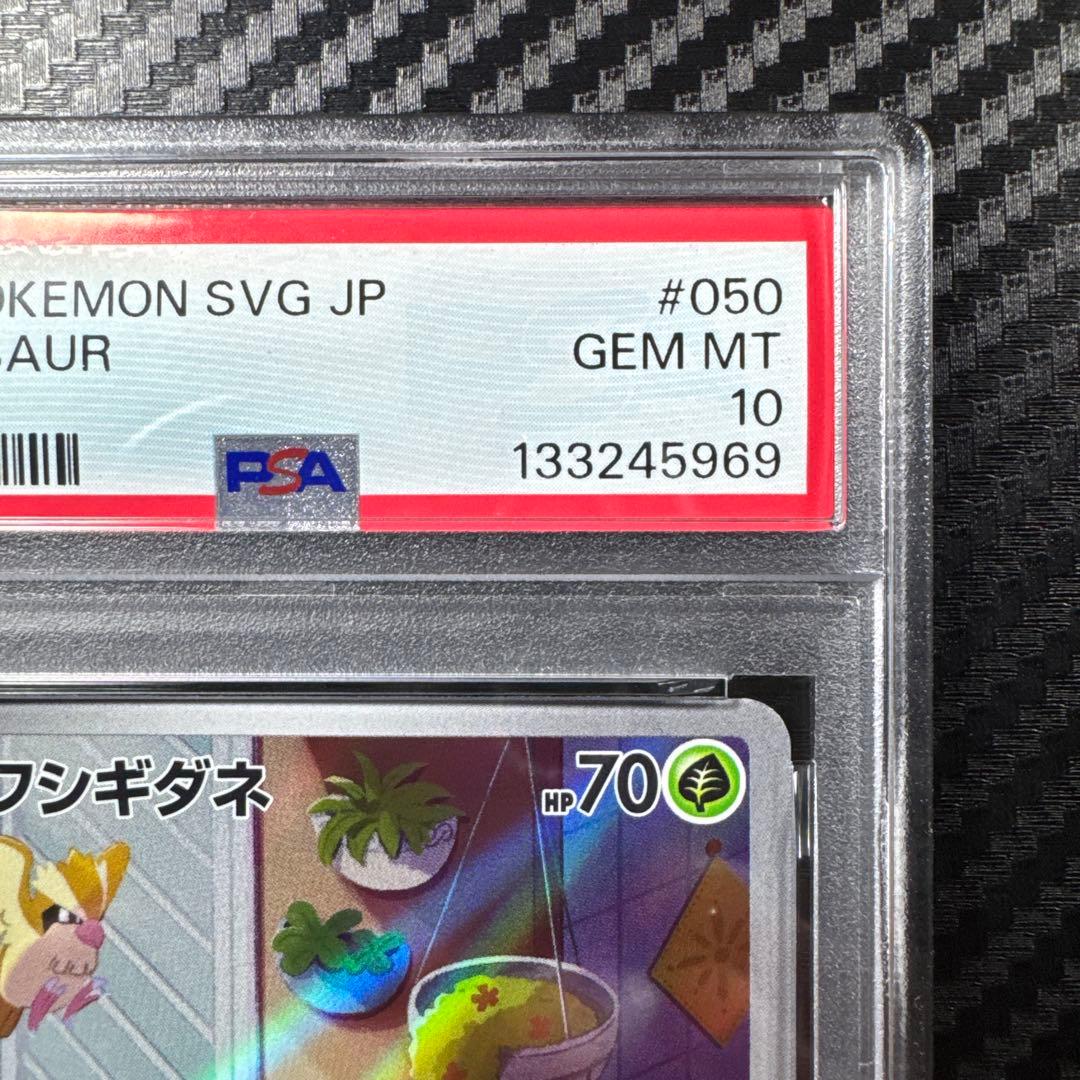 OKEMON SVG JP #050
SAUR GEM MT
10
PSA 133245969
フシギダネ HP70